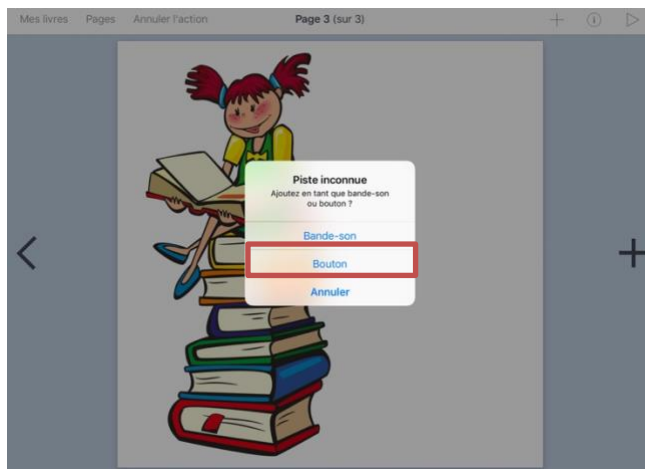 Mes livres Pages Annuler l'action Page 3 (sur 3)
Piste inconnue
Ajoutez en tant que bande-son
ou bouton ?
Bande-son
Bouton
Annuler